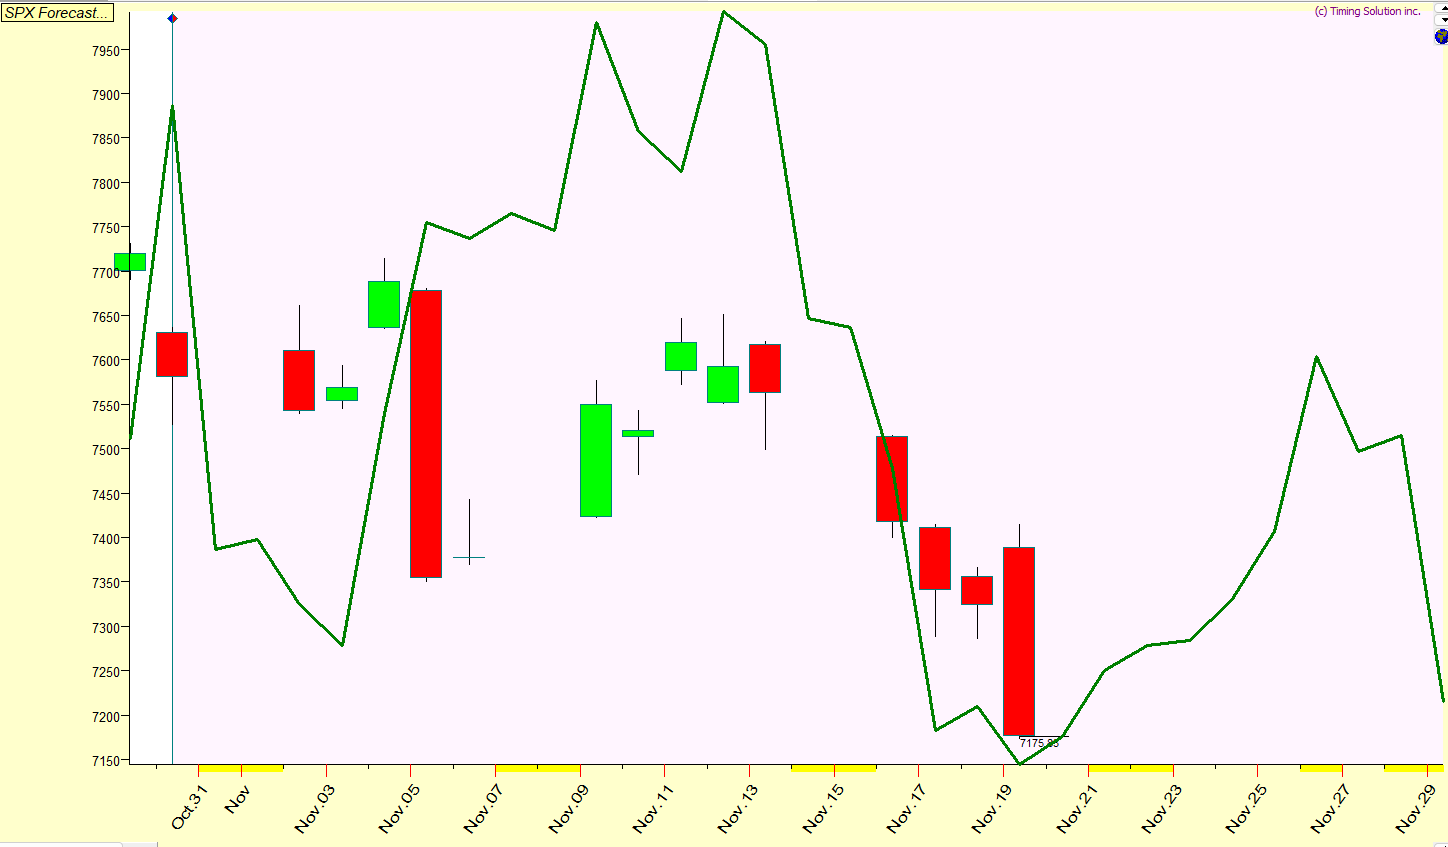 SPX Forecast...
(c) Timing Solution inc.
7950
7900
7850
7800
7750
7700
7650
7600
7550
7500
7450
7400
7350
7300
7250
7200
7150
7175.85
Oct.31
Nov
Nov.03
Nov.05
Nov.07
Nov.09
Nov.11
Nov.13
Nov.15
Nov.17
Nov.19
Nov.21
Nov.23
Nov.25
Nov.27
Nov.29